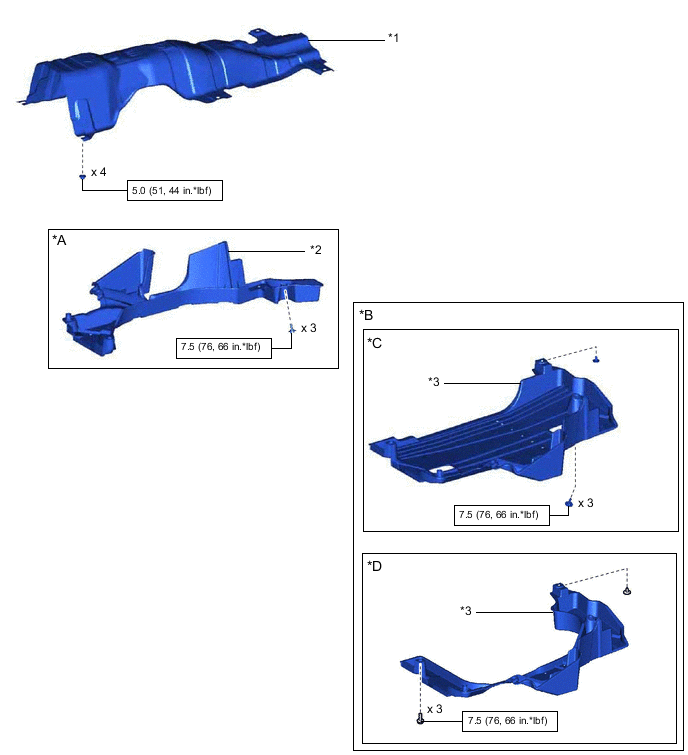 *1
x 4
5.0 (51, 44 in.*lbf)
*A
*2
x 3
7.5 (76, 66 in.*lbf)
*B
*C
*3
x 3
7.5 (76, 66 in.*lbf)
*D
*3
x 3
7.5 (76, 66 in.*lbf)